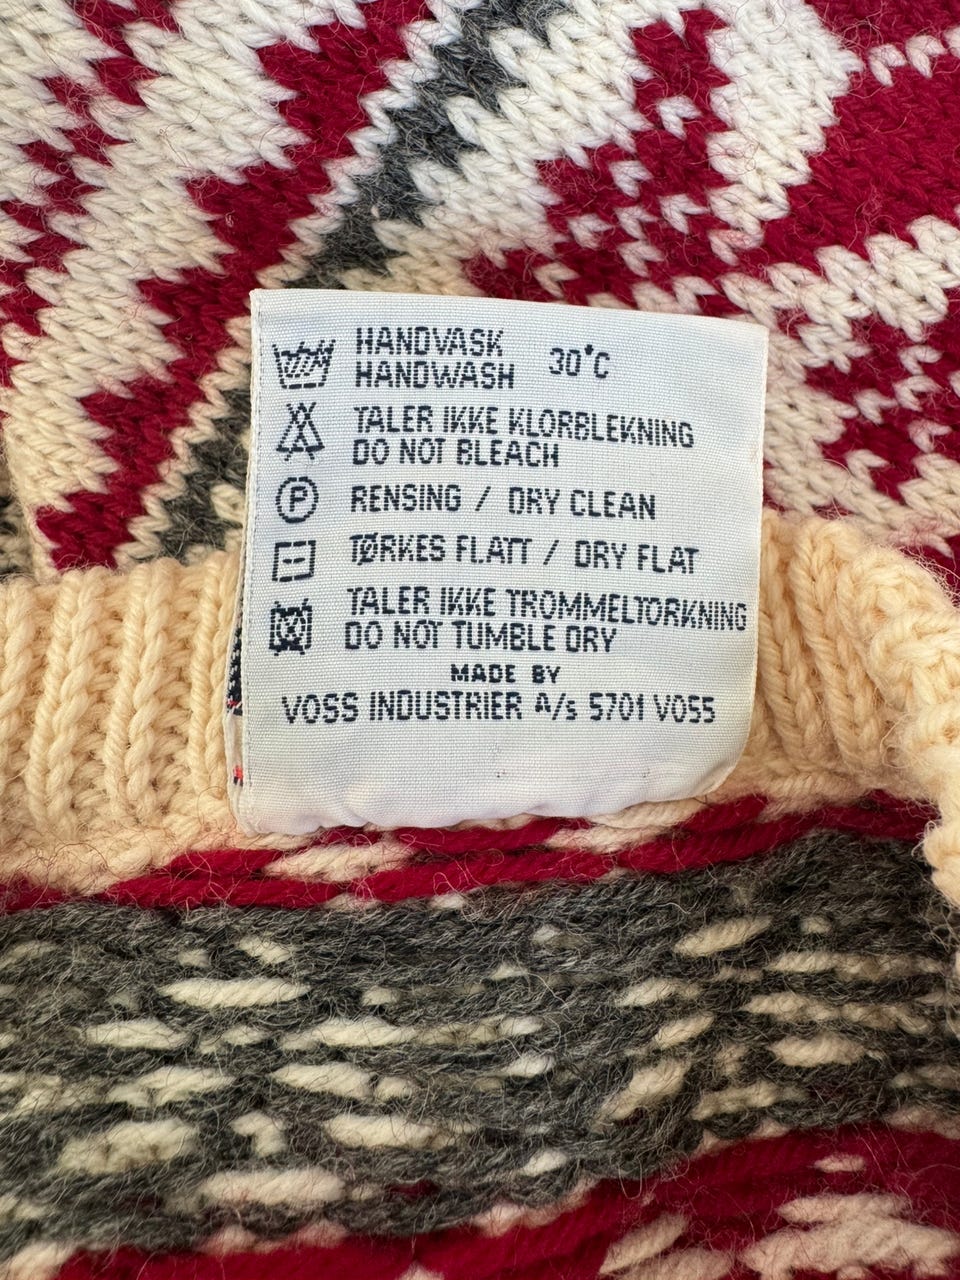 HANDVASK
HANDWASH 30°C
TALER IKKE KLORBLEKNING
DO NOT BLEACH
P RENSING / DRY CLEAN
TØRKES FLATT / DRY FLAT
TALER IKKE TROMMELTORKNING
DO NOT TUMBLE DRY
MADE BY
VOSS INDUSTRIER A/s 5701 VOSS